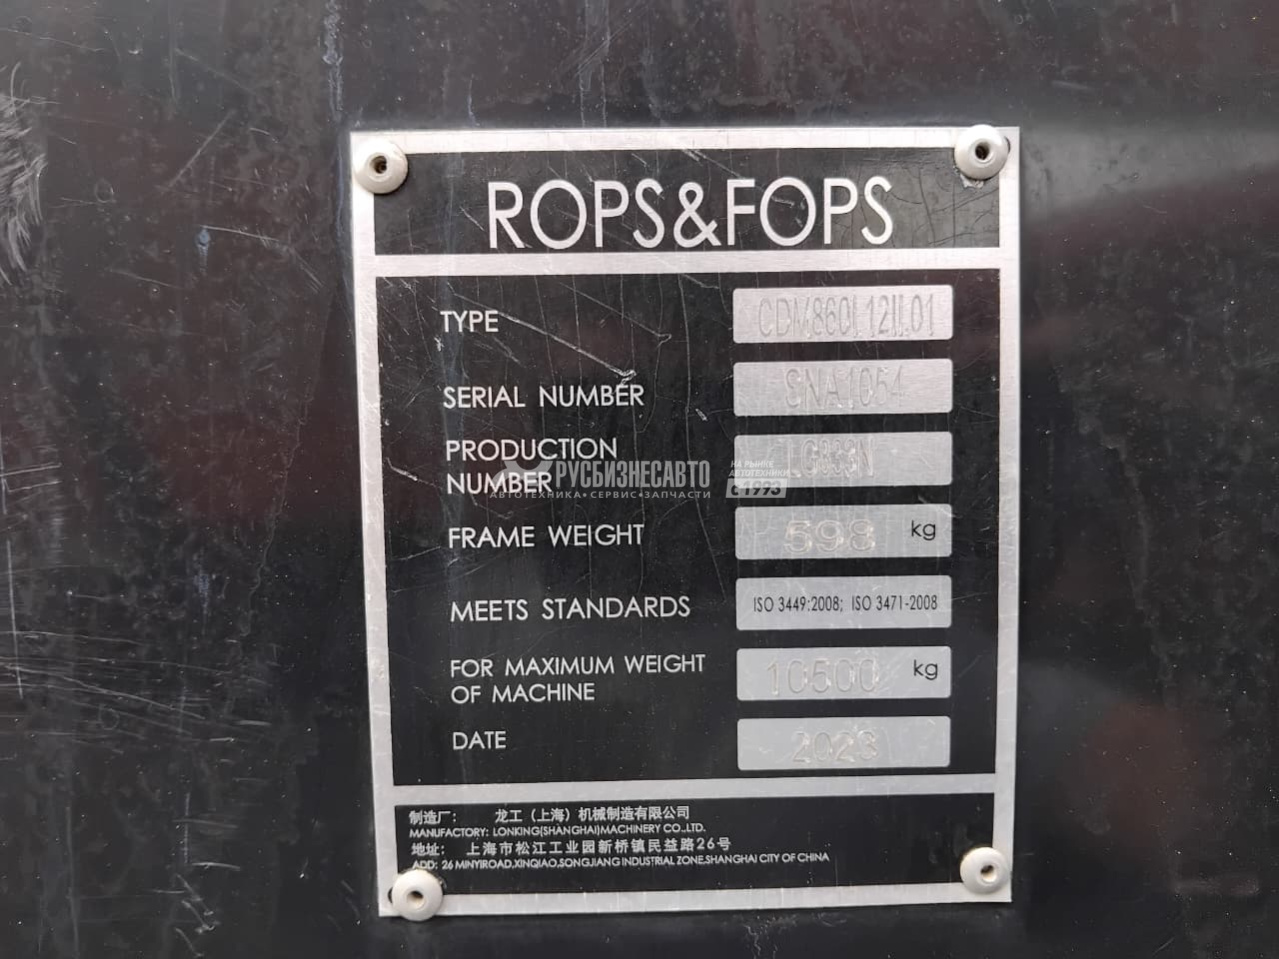 ROPS&FOPS
TYPE CDM860I.12II.01
SERIAL NUMBER SNA1054
PRODUCTION
NUMBER
РУСБИЗНЕСАВТО
АВТОТЕХНИКА•СЕРВИС•ЗАПЧАСТИ
НА РЫНКЕ
АВТОТЕХНИКИ
с 1993
FRAME WEIGHT 598 kg
MEETS STANDARDS ISO 3449:2008; ISO 3471-2008
FOR MAXIMUM WEIGHT
OF MACHINE 10500 kg
DATE 2023
制造厂: 龙工(上海)机械制造有限公司
MANUFACTORY: LONKING(SHANGHAI)MACHINERY CO.,LTD.
地址: 上海市松江工业园新桥镇民益路26号
ADD: 26 MINYIROAD,XINQIAO,SONGJIANG INDUSTRIAL ZONE.SHANGHAI CITY OF CHINA